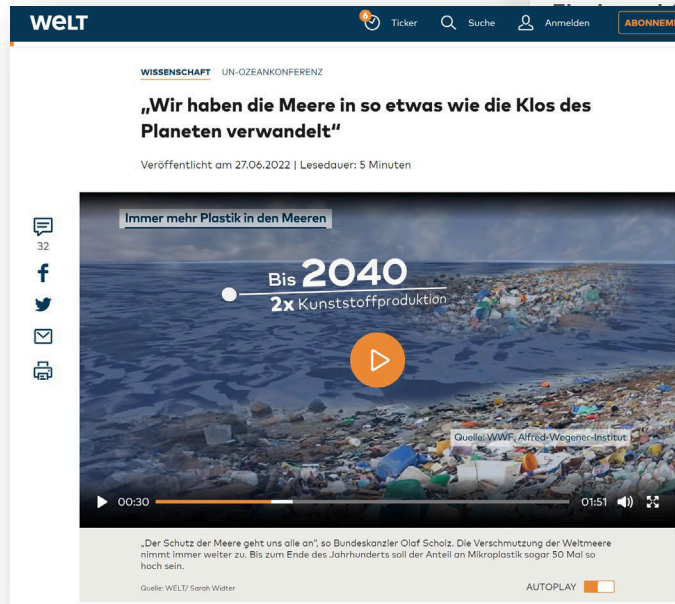 WELT
6
Ticker
Suche
Anmelden
WISSENSCHAFT UN-OZEANKONFERENZ
„Wir haben die Meere in so etwas wie die Klos des
Planeten verwandelt“
Veröffentlicht am 27.06.2022 | Lesedauer: 5 Minuten
32
Immer mehr Plastik in den Meeren
Bis 2040
2x Kunststoffproduktion
Quelle: WWF, Alfred-Wegener-Institut
00:30
01:51
„Der Schutz der Meere geht uns alle an“, so Bundeskanzler Olaf Scholz. Die Verschmutzung der Weltmeere
nimmt immer weiter zu. Bis zum Ende des Jahrhunderts soll der Anteil an Mikroplastik sogar 50 Mal so
hoch sein.
Quelle: WELT/ Sarah Widter
AUTOPLAY